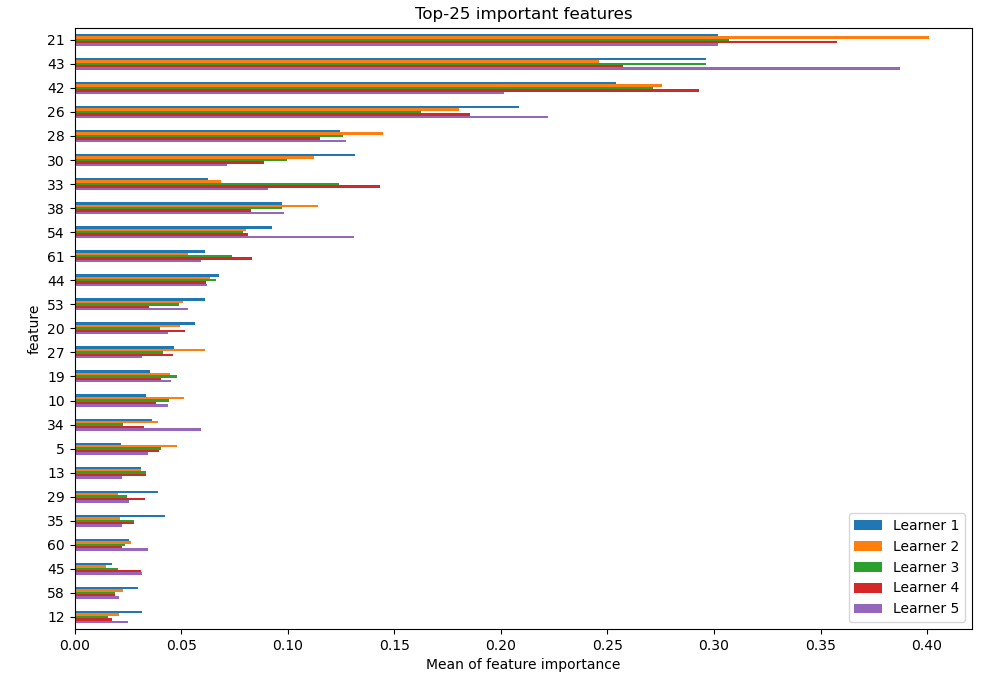 Top-25 important features
21
43
42
26
28
30
33
38
54
61
44
53
20
27
19
10
34
5
13
29
35
60
45
58
12
feature
Learner 1
Learner 2
Learner 3
Learner 4
Learner 5
0.00 0.05 0.10 0.15 0.20 0.25 0.30 0.35 0.40
Mean of feature importance